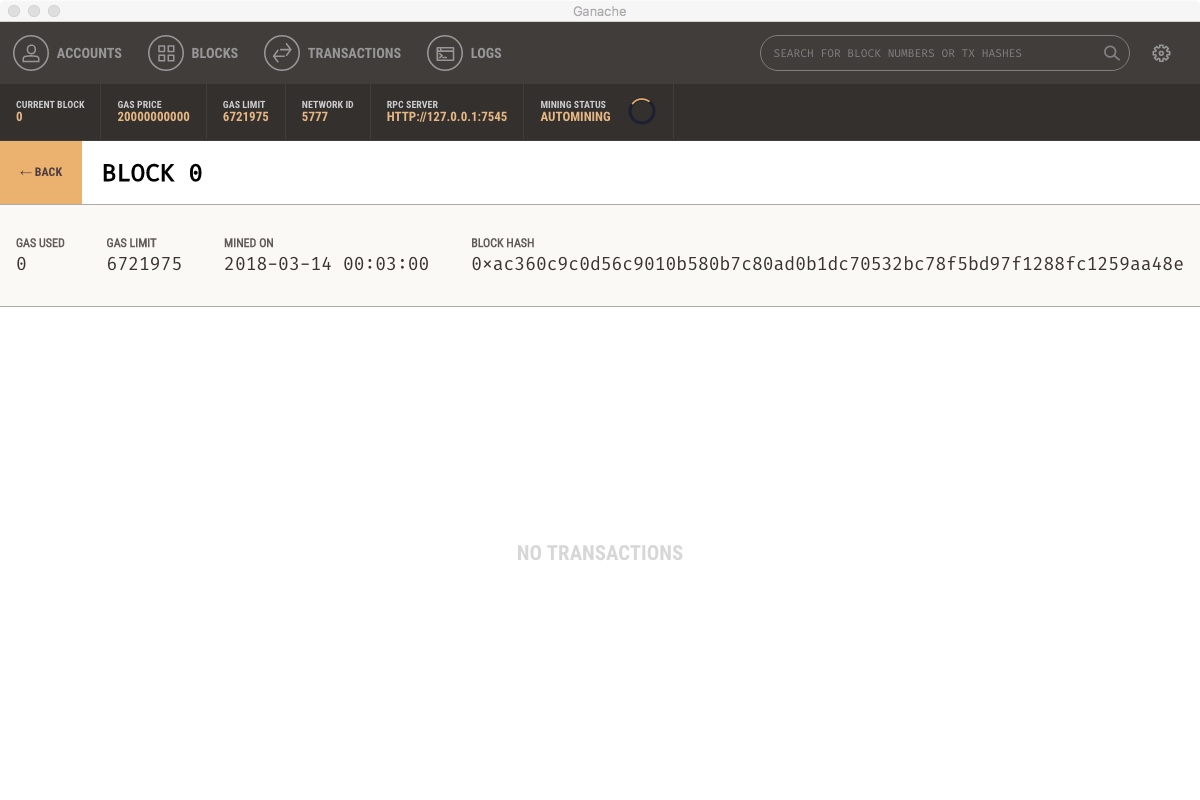 Ganache
ACCOUNTS BLOCKS TRANSACTIONS LOGS SEARCH FOR BLOCK NUMBERS OR TX HASHES
CURRENT BLOCK GAS PRICE GAS LIMIT NETWORK ID RPC SERVER MINING STATUS
0 20000000000 6721975 5777 HTTP://127.0.0.1:7545 AUTOMINING
← BACK BLOCK 0
GAS USED GAS LIMIT MINED ON BLOCK HASH
0 6721975 2018-03-14 00:03:00 0×ac360c9c0d56c9010b580b7c80ad0b1dc70532bc78f5bd97f1288fc1259aa48e
NO TRANSACTIONS